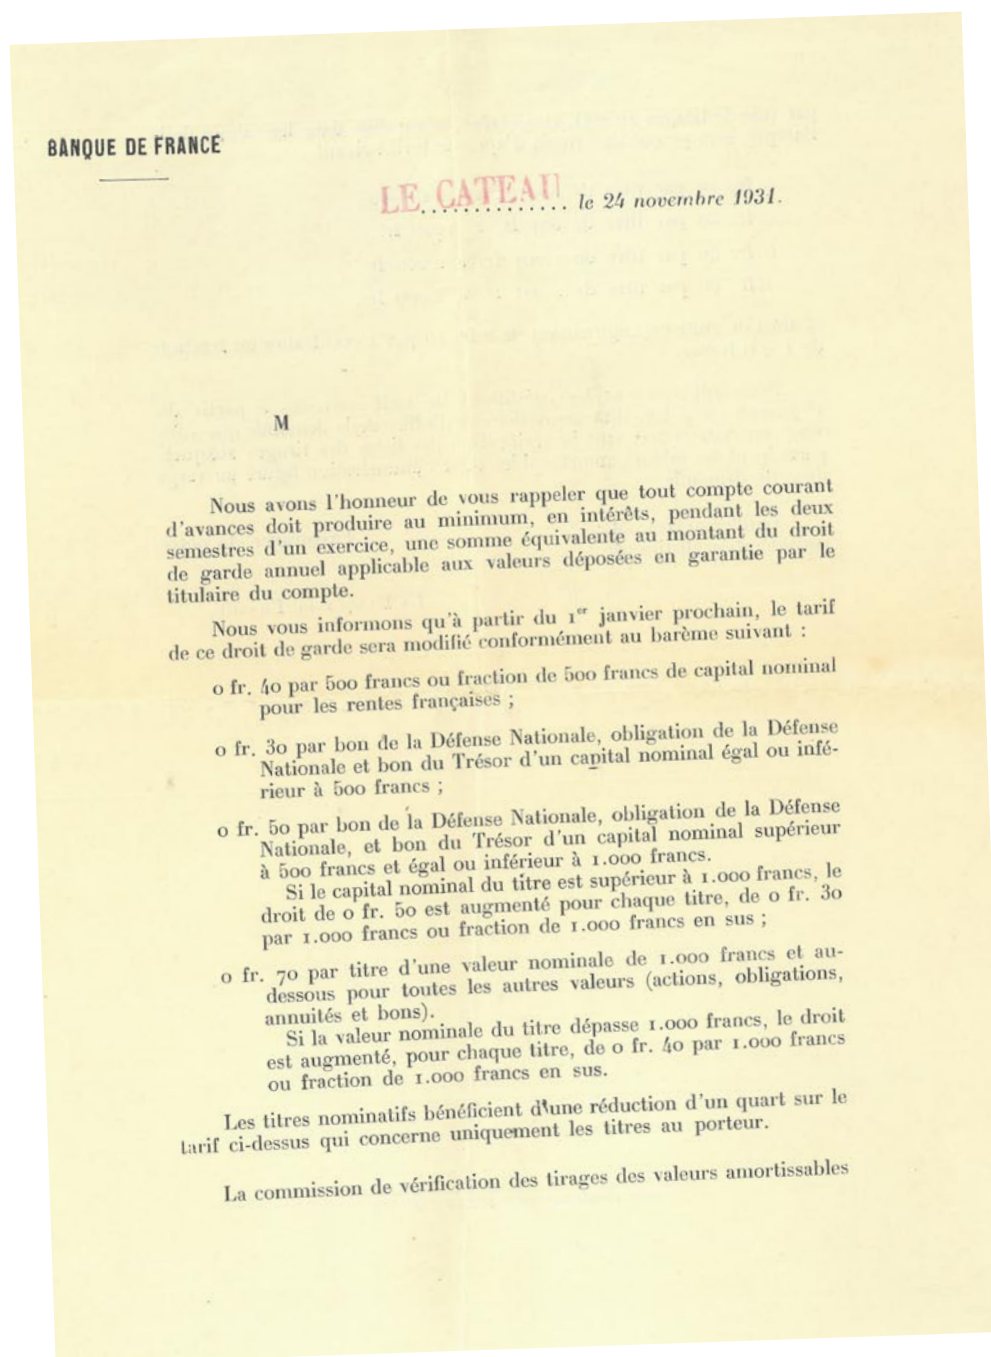 BANQUE DE FRANCE
LE CATEAU.............. le 24 novembre 1931.
M
Nous avons l'honneur de vous rappeler que tout compte courant
d'avances doit produire au minimum, en intérêts, pendant les deux
semestres d'un exercice, une somme équivalente au montant du droit
de garde annuel applicable aux valeurs déposées en garantie par le
titulaire du compte.
Nous vous informons qu'à partir du 1er janvier prochain, le tarif
de ce droit de garde sera modifié conformément au barème suivant :
0 fr. 40 par 500 francs ou fraction de 500 francs de capital nominal
pour les rentes françaises ;
0 fr. 30 par bon de la Défense Nationale, obligation de la Défense
Nationale et bon du Trésor d'un capital nominal égal ou infé-
rieur à 500 francs ;
0 fr. 50 par bon de la Défense Nationale, obligation de la Défense
Nationale, et bon du Trésor d'un capital nominal supérieur
à 500 francs et égal ou inférieur à 1.000 francs.
Si le capital nominal du titre est supérieur à 1.000 francs, le
droit de 0 fr. 50 est augmenté pour chaque titre, de 0 fr. 30
par 1.000 francs ou fraction de 1.000 francs en sus ;
0 fr. 70 par titre d'une valeur nominale de 1.000 francs et au-
dessous pour toutes les autres valeurs (actions, obligations,
annuités et bons).
Si la valeur nominale du titre dépasse 1.000 francs, le droit
est augmenté, pour chaque titre, de 0 fr. 40 par 1.000 francs
ou fraction de 1.000 francs en sus.
Les titres nominatifs bénéficient d'une réduction d'un quart sur le
tarif ci-dessus qui concerne uniquement les titres au porteur.
La commission de vérification des tirages des valeurs amortissables